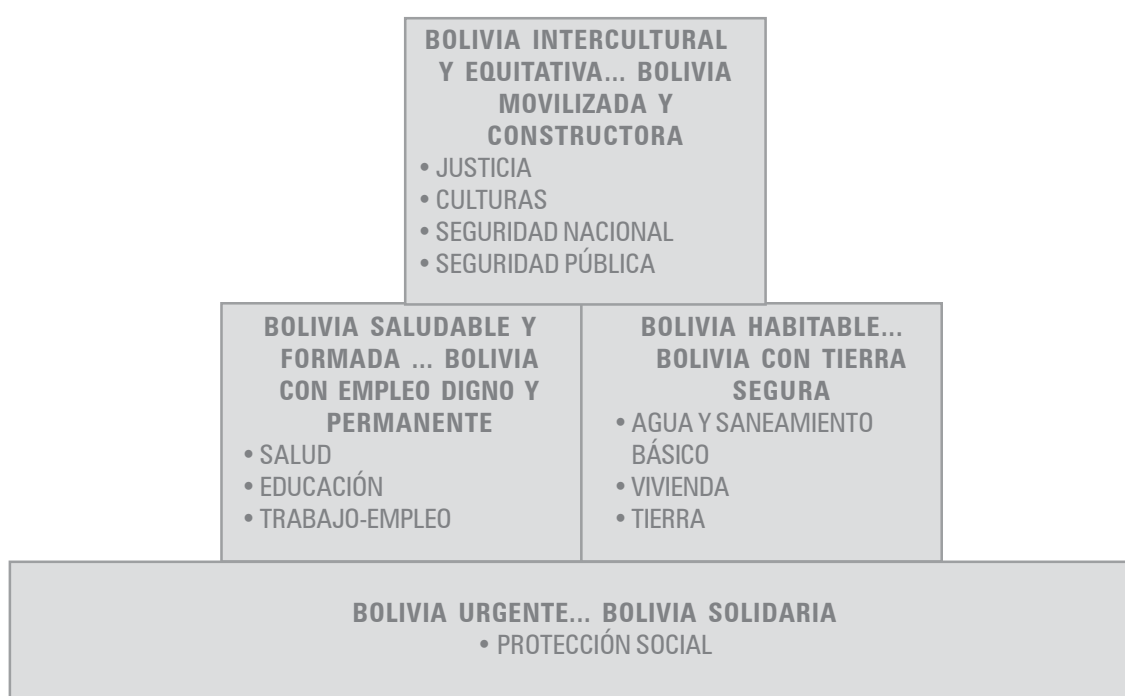 BOLIVIA INTERCULTURAL
Y EQUITATIVA... BOLIVIA
MOVILIZADA Y
CONSTRUCTORA
• JUSTICIA
• CULTURAS
• SEGURIDAD NACIONAL
• SEGURIDAD PÚBLICA
BOLIVIA SALUDABLE Y
FORMADA ... BOLIVIA
CON EMPLEO DIGNO Y
PERMANENTE
• SALUD
• EDUCACIÓN
• TRABAJO-EMPLEO
BOLIVIA HABITABLE...
BOLIVIA CON TIERRA
SEGURA
• AGUA Y SANEAMIENTO
BÁSICO
• VIVIENDA
• TIERRA
BOLIVIA URGENTE... BOLIVIA SOLIDARIA
• PROTECCIÓN SOCIAL